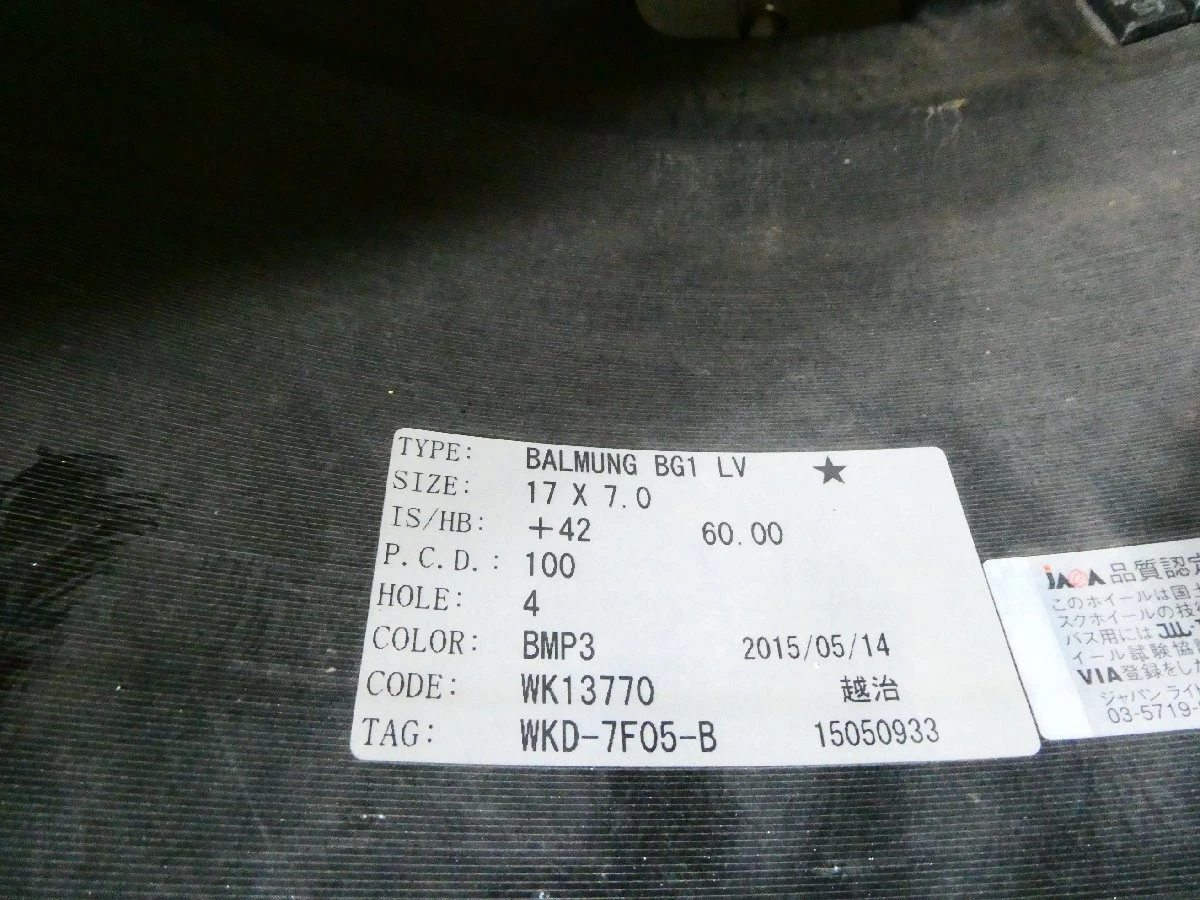 TYPE: BALMUNG BG1 LV ★
SIZE: 17 X 7.0
IS/HB: +42 60.00
P.C.D.: 100
HOLE: 4
COLOR: BMP3 2015/05/14
CODE: WK13770 越治
TAG: WKD-7F05-B 15050933
JAWA 品質認定
このホイールは国
スクホイールの技
バス用には JWL-
イール試験協
VIA登録をし
ジャパン ライ
03-5719-